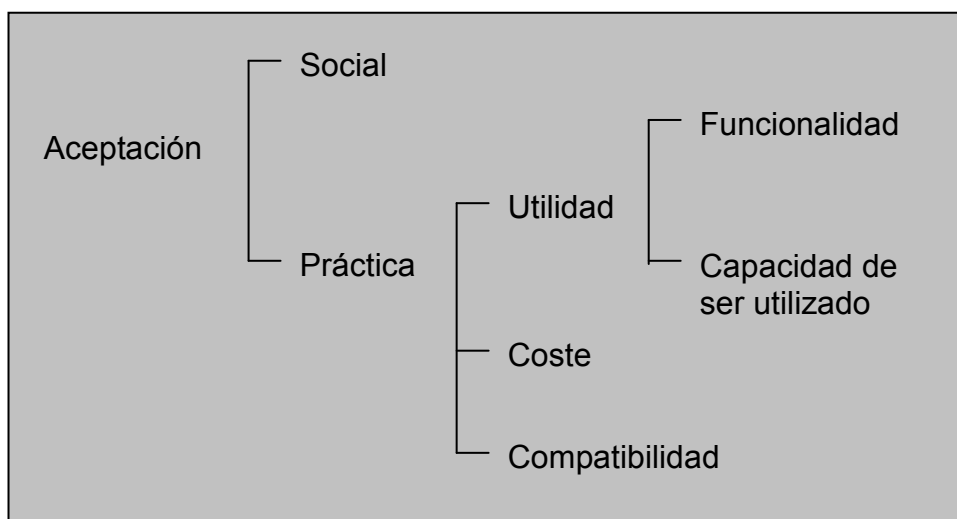 Social
Funcionalidad
Aceptación
Utilidad
Práctica
Capacidad de
ser utilizado
Coste
Compatibilidad